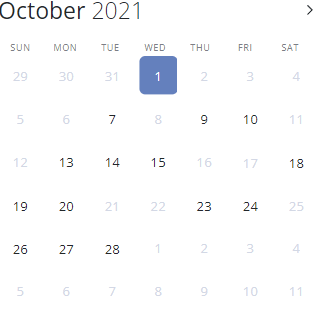 October 2021 >
SUN MON TUE WED THU FRI SAT
29 30 31 1 2 3 4
5 6 7 8 9 10 11
12 13 14 15 16 17 18
19 20 21 22 23 24 25
26 27 28 1 2 3 4
5 6 7 8 9 10 11